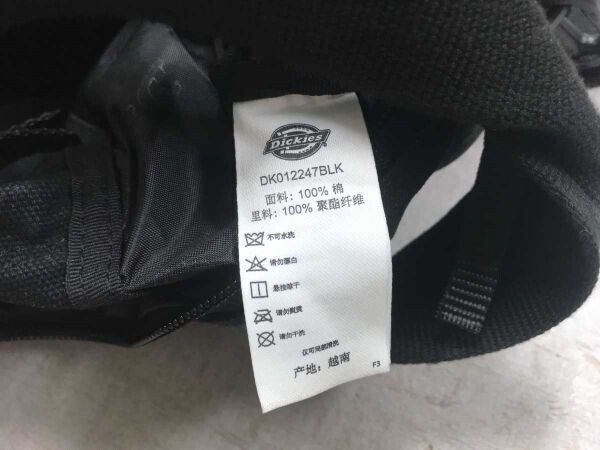 Dickies
DK012247BLK
面料: 100% 棉
里料: 100% 聚酯纤维
不可水洗
请勿漂白
悬挂晾干
请勿熨烫
请勿干洗
仅可局部清洗
产地: 越南
F3